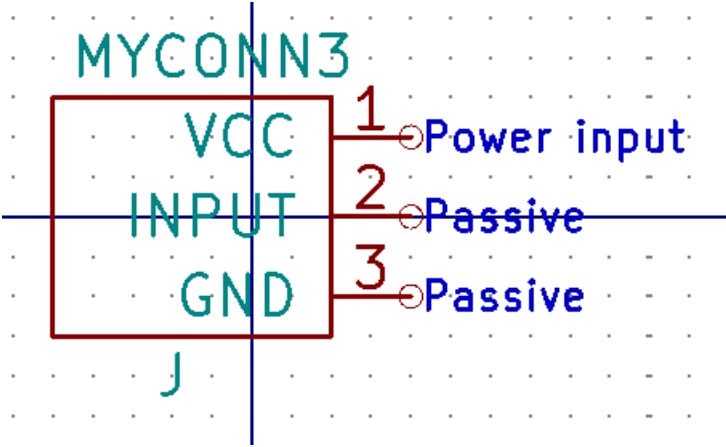 MYCONN3
VCC 1 Power input
INPUT 2 Passive
GND 3 Passive
J